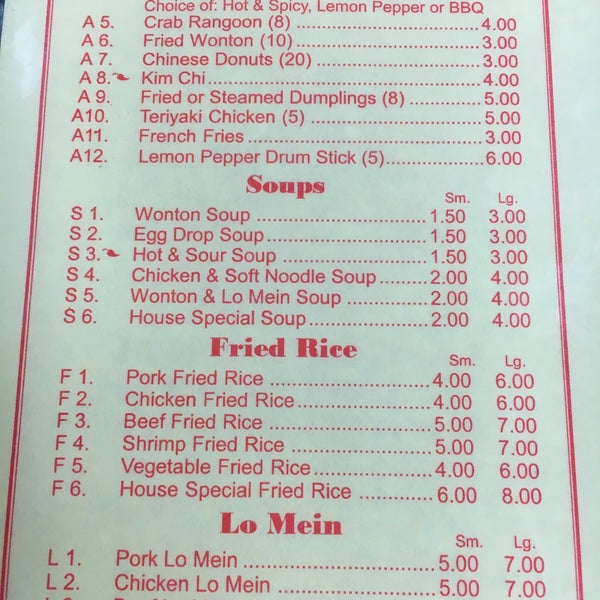 Choice of: Hot & Spicy, Lemon Pepper or BBQ
A 5. Crab Rangoon (8) ..... 4.00
A 6. Fried Wonton (10) ..... 3.00
A 7. Chinese Donuts (20) ..... 3.00
A 8. Kim Chi ..... 4.00
A 9. Fried or Steamed Dumplings (8) ..... 5.00
A10. Teriyaki Chicken (5) ..... 5.00
A11. French Fries ..... 3.00
A12. Lemon Pepper Drum Stick (5) ..... 6.00
Soups
Sm. Lg.
S 1. Wonton Soup ..... 1.50 3.00
S 2. Egg Drop Soup ..... 1.50 3.00
S 3. Hot & Sour Soup ..... 1.50 3.00
S 4. Chicken & Soft Noodle Soup ..... 2.00 4.00
S 5. Wonton & Lo Mein Soup ..... 2.00 4.00
S 6. House Special Soup ..... 2.00 4.00
Fried Rice
Sm. Lg.
F 1. Pork Fried Rice ..... 4.00 6.00
F 2. Chicken Fried Rice ..... 4.00 6.00
F 3. Beef Fried Rice ..... 5.00 7.00
F 4. Shrimp Fried Rice ..... 5.00 7.00
F 5. Vegetable Fried Rice ..... 4.00 6.00
F 6. House Special Fried Rice ..... 6.00 8.00
Lo Mein
Sm. Lg.
L 1. Pork Lo Mein ..... 5.00 7.00
L 2. Chicken Lo Mein ..... 5.00 7.00